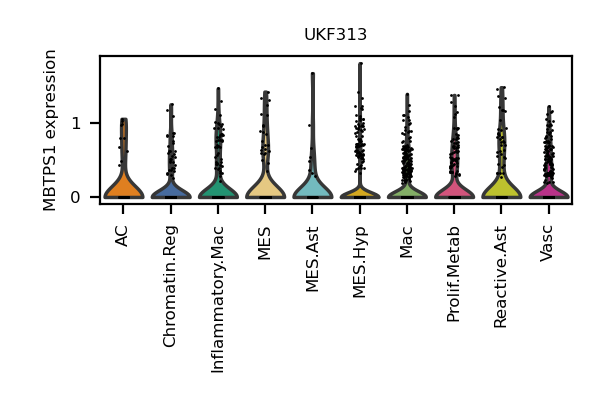 UKF313
MBTPS1 expression
1
0
AC
Chromatin.Reg
Inflammatory.Mac
MES
MES.Ast
MES.Hyp
Mac
Prolif.Metab
Reactive.Ast
Vasc